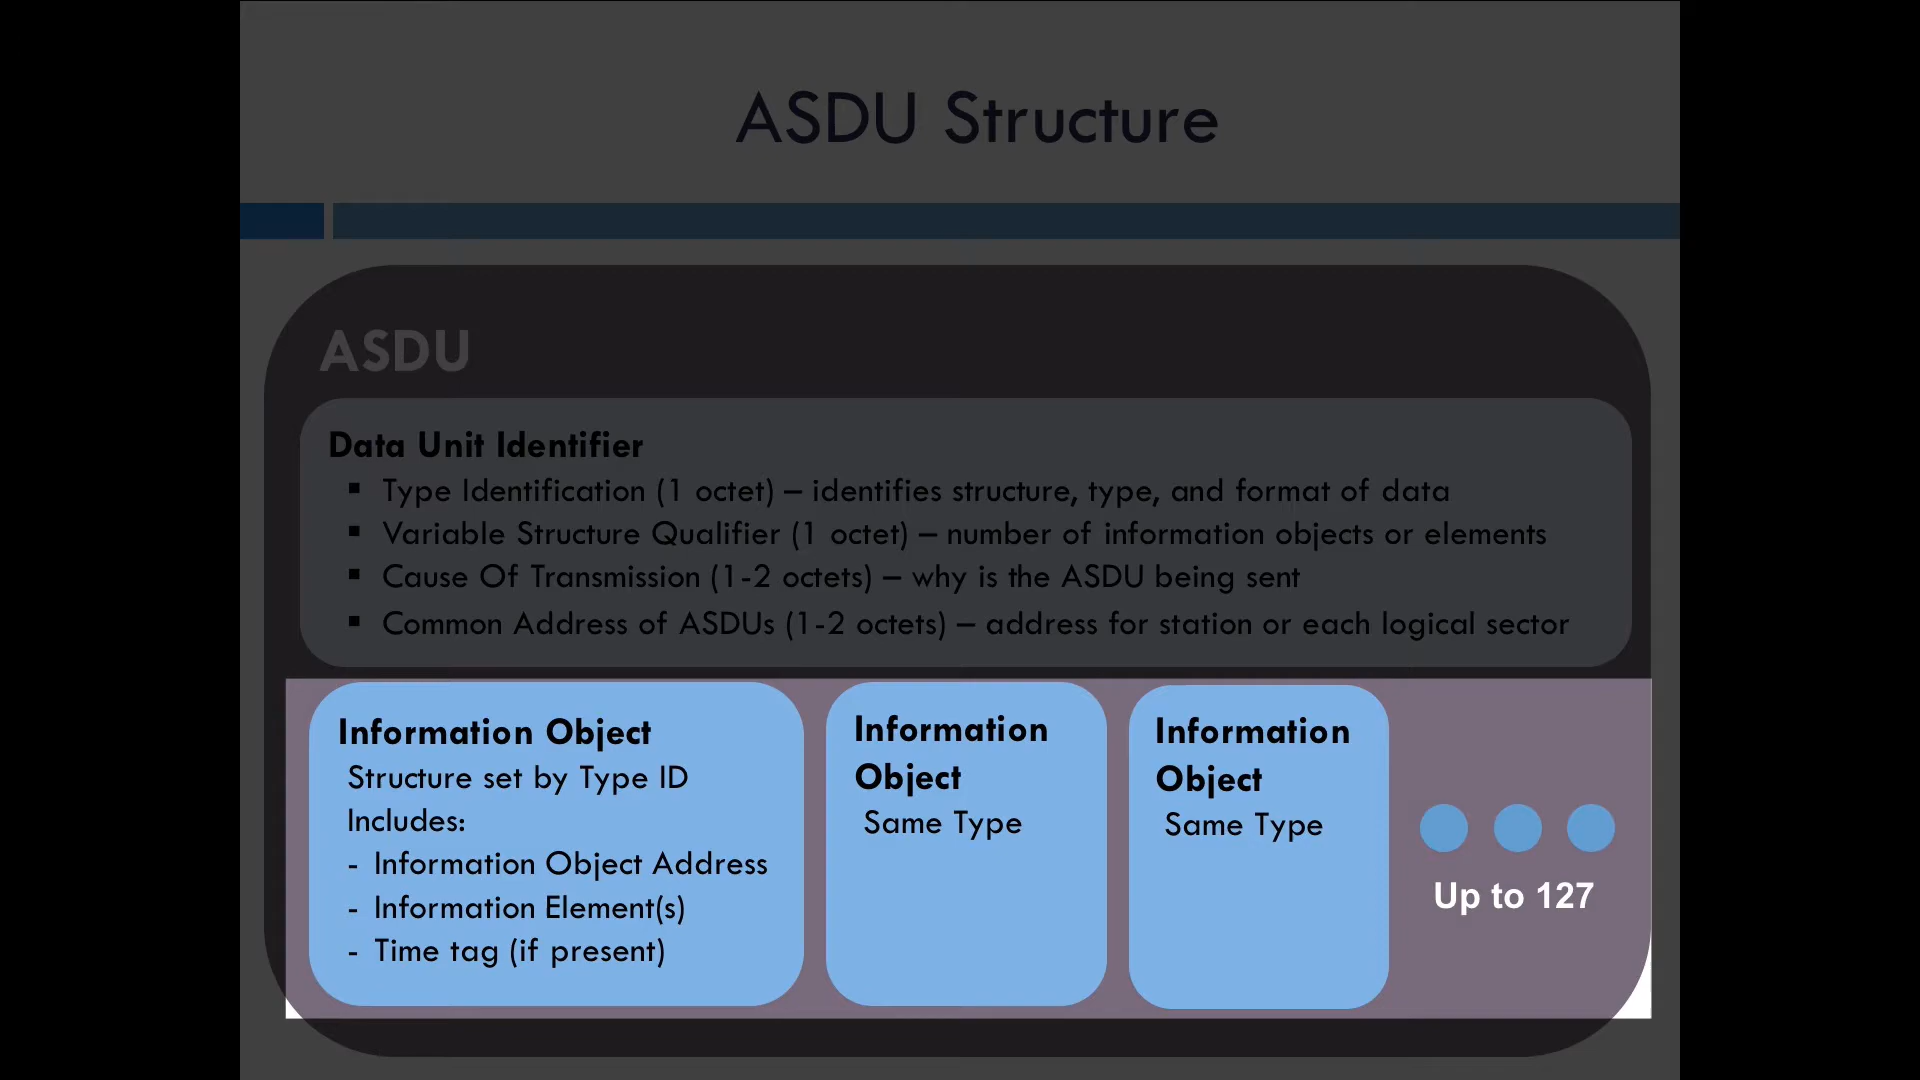 ASDU Structure
ASDU
Data Unit Identifier
▪ Type Identification (1 octet) – identifies structure, type, and format of data
▪ Variable Structure Qualifier (1 octet) – number of information objects or elements
▪ Cause Of Transmission (1-2 octets) – why is the ASDU being sent
▪ Common Address of ASDUs (1-2 octets) – address for station or each logical sector
Information Object
Structure set by Type ID
Includes:
- Information Object Address
- Information Element(s)
- Time tag (if present)
Information
Object
Same Type
Information
Object
Same Type
Up to 127